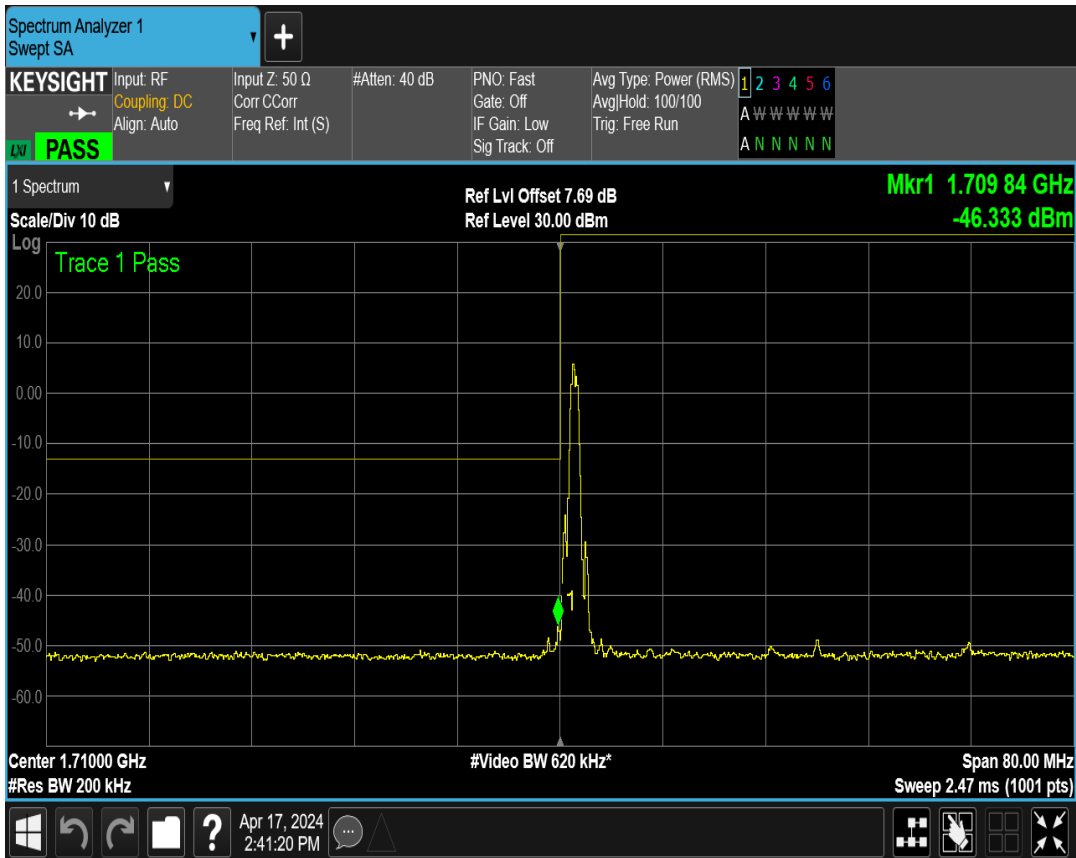 Spectrum Analyzer 1
Swept SA
KEYSIGHT
LXI PASS
Input: RF
Coupling: DC
Align: Auto
Input Z: 50 Ω
Corr CCorr
Freq Ref: Int (S)
#Atten: 40 dB
PNO: Fast
Gate: Off
IF Gain: Low
Sig Track: Off
Avg Type: Power (RMS)
Avg|Hold: 100/100
Trig: Free Run
1 2 3 4 5 6
A W W W W W
A N N N N N
1 Spectrum
Scale/Div 10 dB
Ref Lvl Offset 7.69 dB
Ref Level 30.00 dBm
Mkr1 1.709 84 GHz
-46.333 dBm
Log
Trace 1 Pass
20.0
10.0
0.00
-10.0
-20.0
-30.0
-40.0
1
-50.0
-60.0
Center 1.71000 GHz
#Video BW 620 kHz*
Span 80.00 MHz
#Res BW 200 kHz
Sweep 2.47 ms (1001 pts)
?
Apr 17, 2024
2:41:20 PM